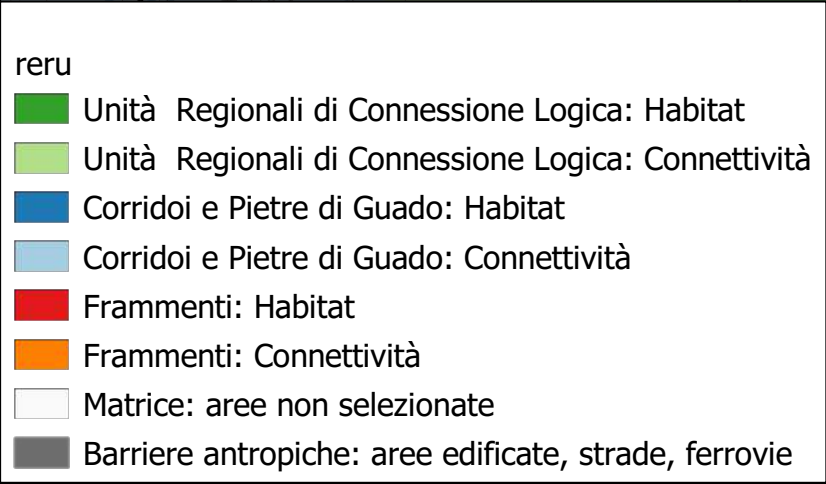 reru
Unità  Regionali di Connessione Logica: Habitat
Unità  Regionali di Connessione Logica: Connettività
Corridoi e Pietre di Guado: Habitat
Corridoi e Pietre di Guado: Connettività
Frammenti: Habitat
Frammenti: Connettività
Matrice: aree non selezionate
Barriere antropiche: aree edificate, strade, ferrovie